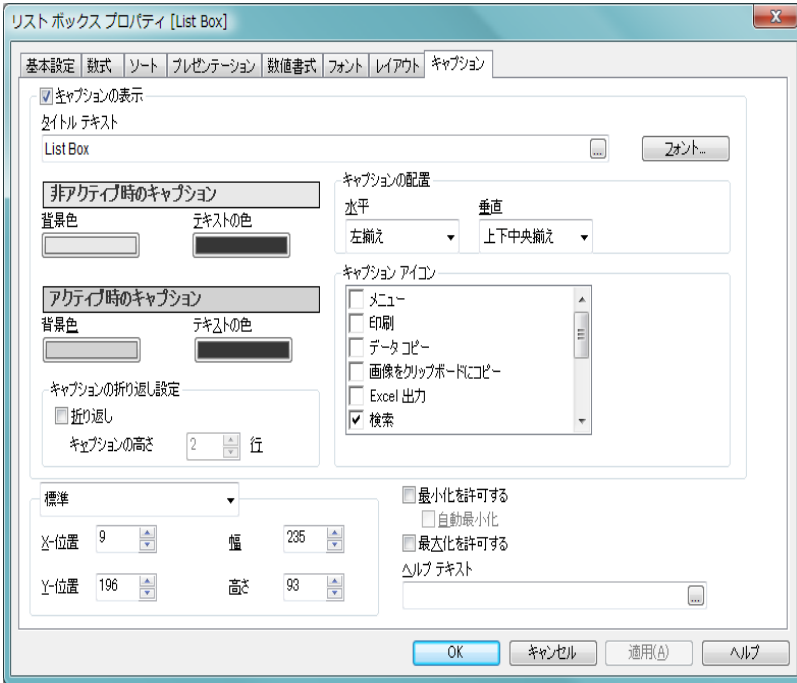 リスト ボックス プロパティ [List Box]
基本設定 数式 ソート プレゼンテーション 数値書式 フォント レイアウト キャプション
キャプションの表示
タイトル テキスト
List Box ... フォント...
非アクティブ時のキャプション
背景色 テキストの色
キャプションの配置
水平 垂直
左揃え 上下中央揃え
アクティブ時のキャプション
背景色 テキストの色
キャプション アイコン
メニュー
印刷
データ コピー
画像をクリップボードにコピー
Excel 出力
検索
キャプションの折り返し設定
折り返し
キャプションの高さ 2 行
標準
X-位置 9 幅 235
Y-位置 196 高さ 93
最小化を許可する
自動最小化
最大化を許可する
ヘルプ テキスト
...
OK キャンセル 適用(A) ヘルプ